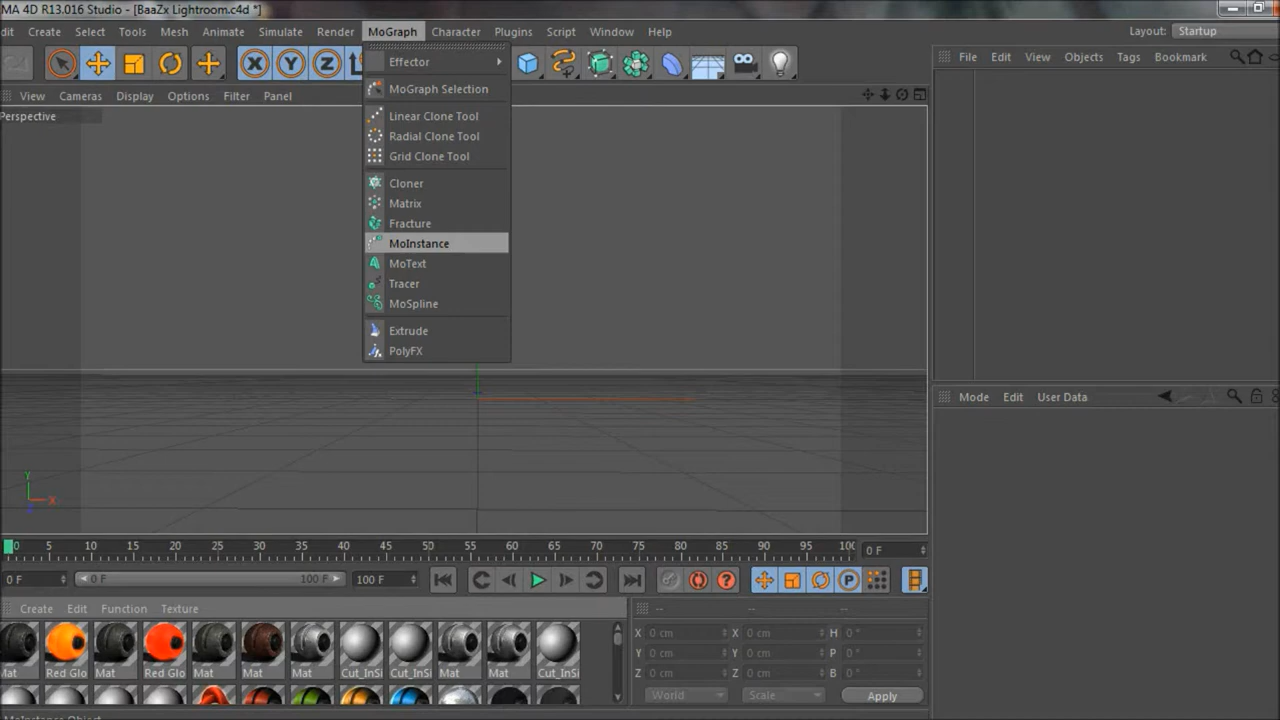 MA 4D R13.016 Studio - [BaaZx Lightroom.c4d *]
dit Create Select Tools Mesh Animate Simulate Render MoGraph Character Plugins Script Window Help Layout: Startup
X Y Z
File Edit View Objects Tags Bookmark
View Cameras Display Options Filter Panel
Perspective
Effector
MoGraph Selection
Linear Clone Tool
Radial Clone Tool
Grid Clone Tool
Cloner
Matrix
Fracture
MoInstance
MoText
Tracer
MoSpline
Extrude
PolyFX
Mode Edit User Data
Y
X
0 5 10 15 20 25 30 35 40 45 50 55 60 65 70 75 80 85 90 95 100 0 F
0 F 0 F 100 F 100 F P
Create Edit Function Texture
-- -- --
X 0 cm X 0 cm H 0 °
Y 0 cm Y 0 cm P 0 °
Z 0 cm Z 0 cm B 0 °
Mat Red Glo Mat Red Glo Mat Mat Mat Cut_InSi Cut_InSi Mat Mat Cut_InSi
World Scale Apply
MoInstance Object